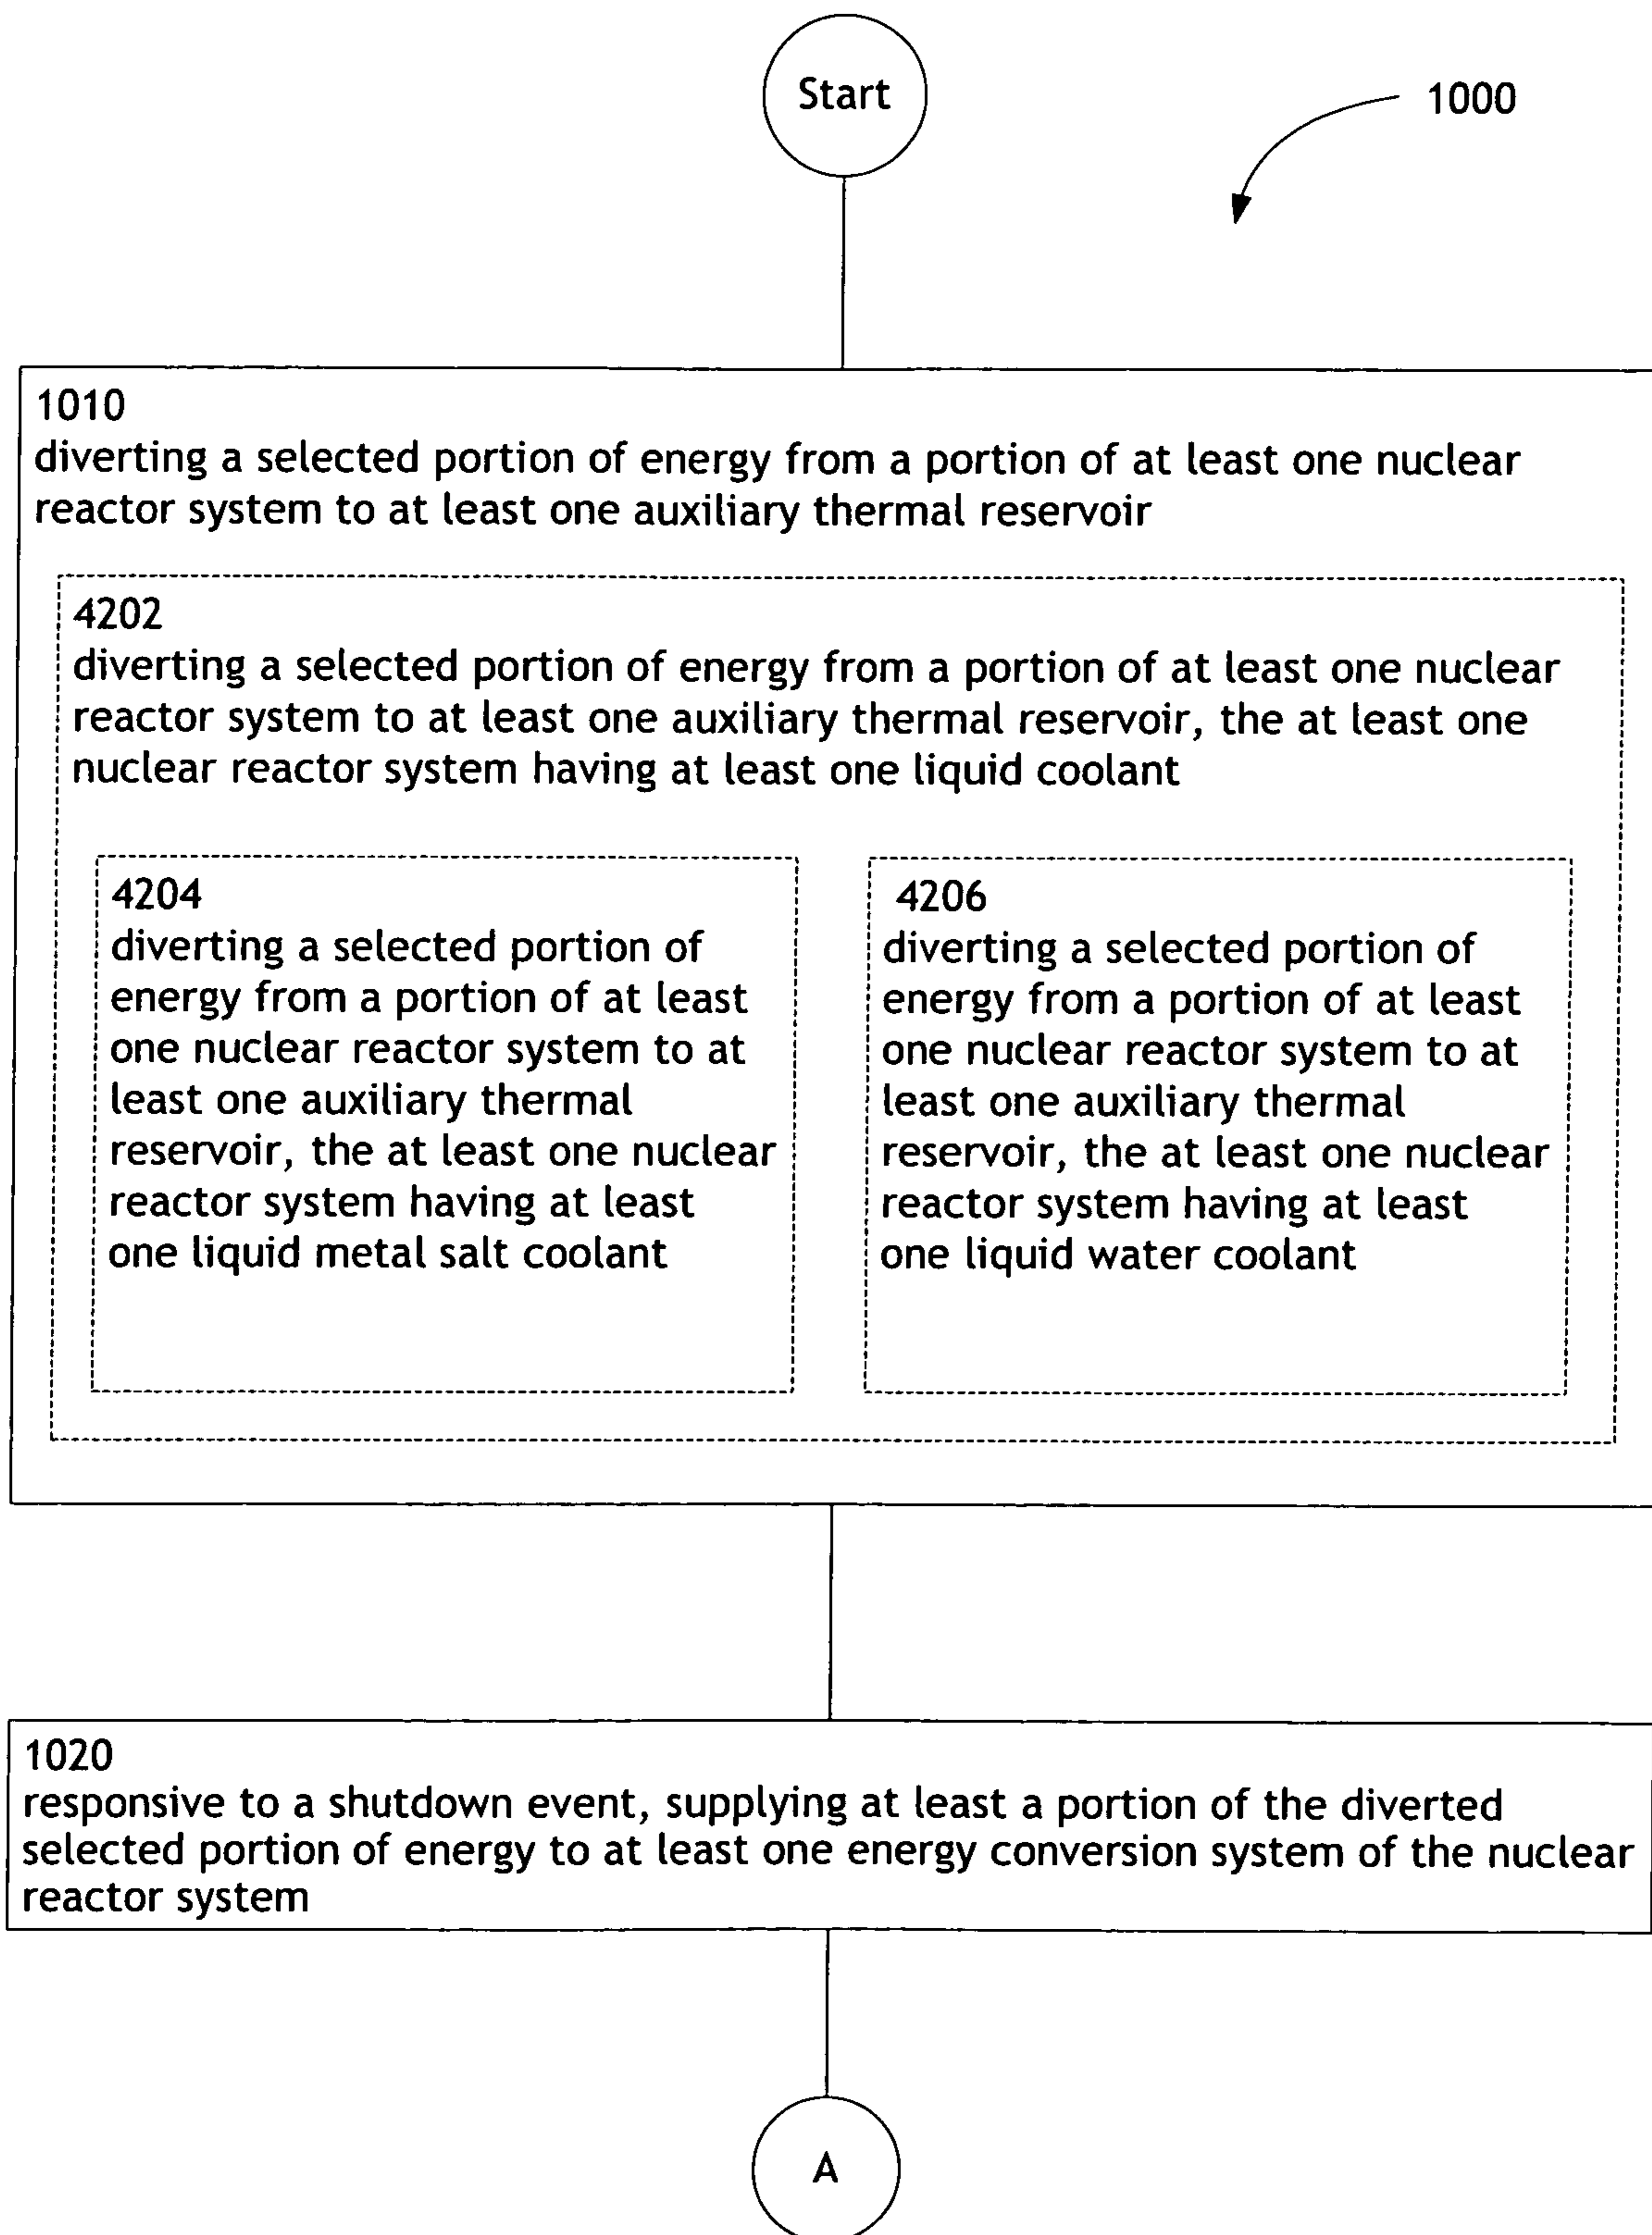 Start
1000
1010
diverting a selected portion of energy from a portion of at least one nuclear
reactor system to at least one auxiliary thermal reservoir
4202
diverting a selected portion of energy from a portion of at least one nuclear
reactor system to at least one auxiliary thermal reservoir, the at least one
nuclear reactor system having at least one liquid coolant
4204
diverting a selected portion of
energy from a portion of at least
one nuclear reactor system to at
least one auxiliary thermal
reservoir, the at least one nuclear
reactor system having at least
one liquid metal salt coolant
4206
diverting a selected portion of
energy from a portion of at least
one nuclear reactor system to at
least one auxiliary thermal
reservoir, the at least one nuclear
reactor system having at least
one liquid water coolant
1020
responsive to a shutdown event, supplying at least a portion of the diverted
selected portion of energy to at least one energy conversion system of the nuclear
reactor system
A